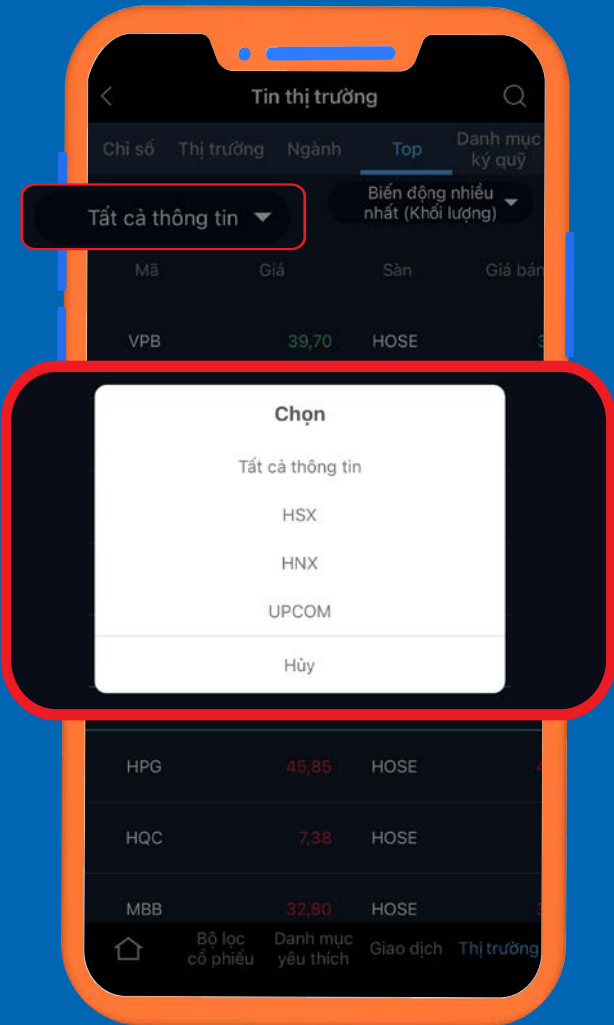 Tin thị trường
Chỉ số Thị trường Ngành Top Danh mục
ký quỹ
Tất cả thông tin
Biến động nhiều
nhất (Khối lượng)
Mã Giá Sàn Giá bán
VPB 39,70 HOSE
Chọn
Tất cả thông tin
HSX
HNX
UPCOM
Hủy
HPG 45,85 HOSE
HQC 7,38 HOSE
MBB 32,80 HOSE
Bộ lọc
cổ phiếu
Danh mục
yêu thích
Giao dịch
Thị trường